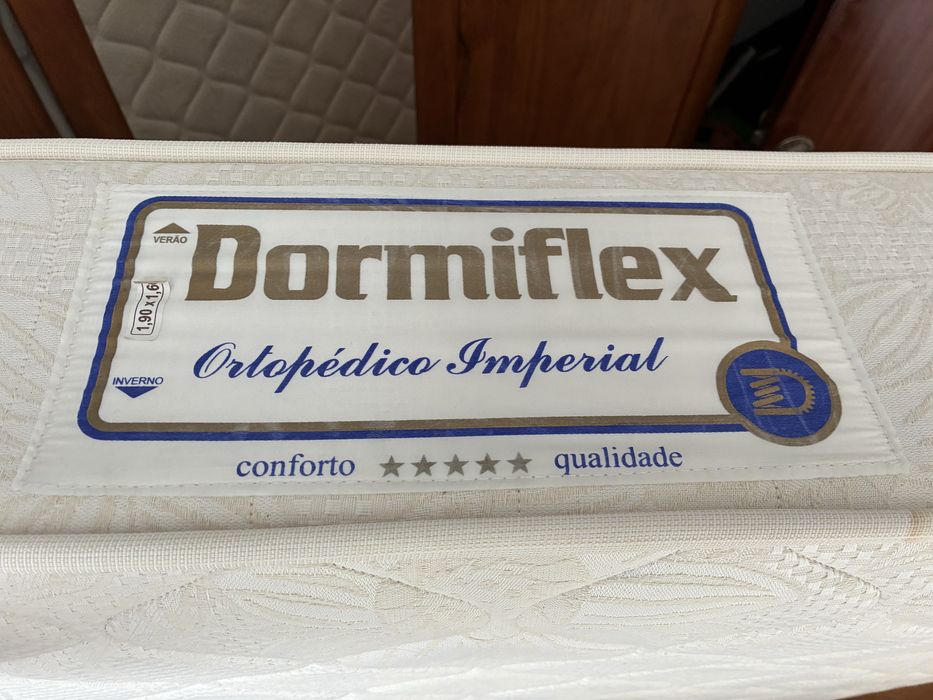 VERÃO
Dormiflex
1,90 x 1,6
Ortopédico Imperial
INVERNO
conforto ★★★★★ qualidade